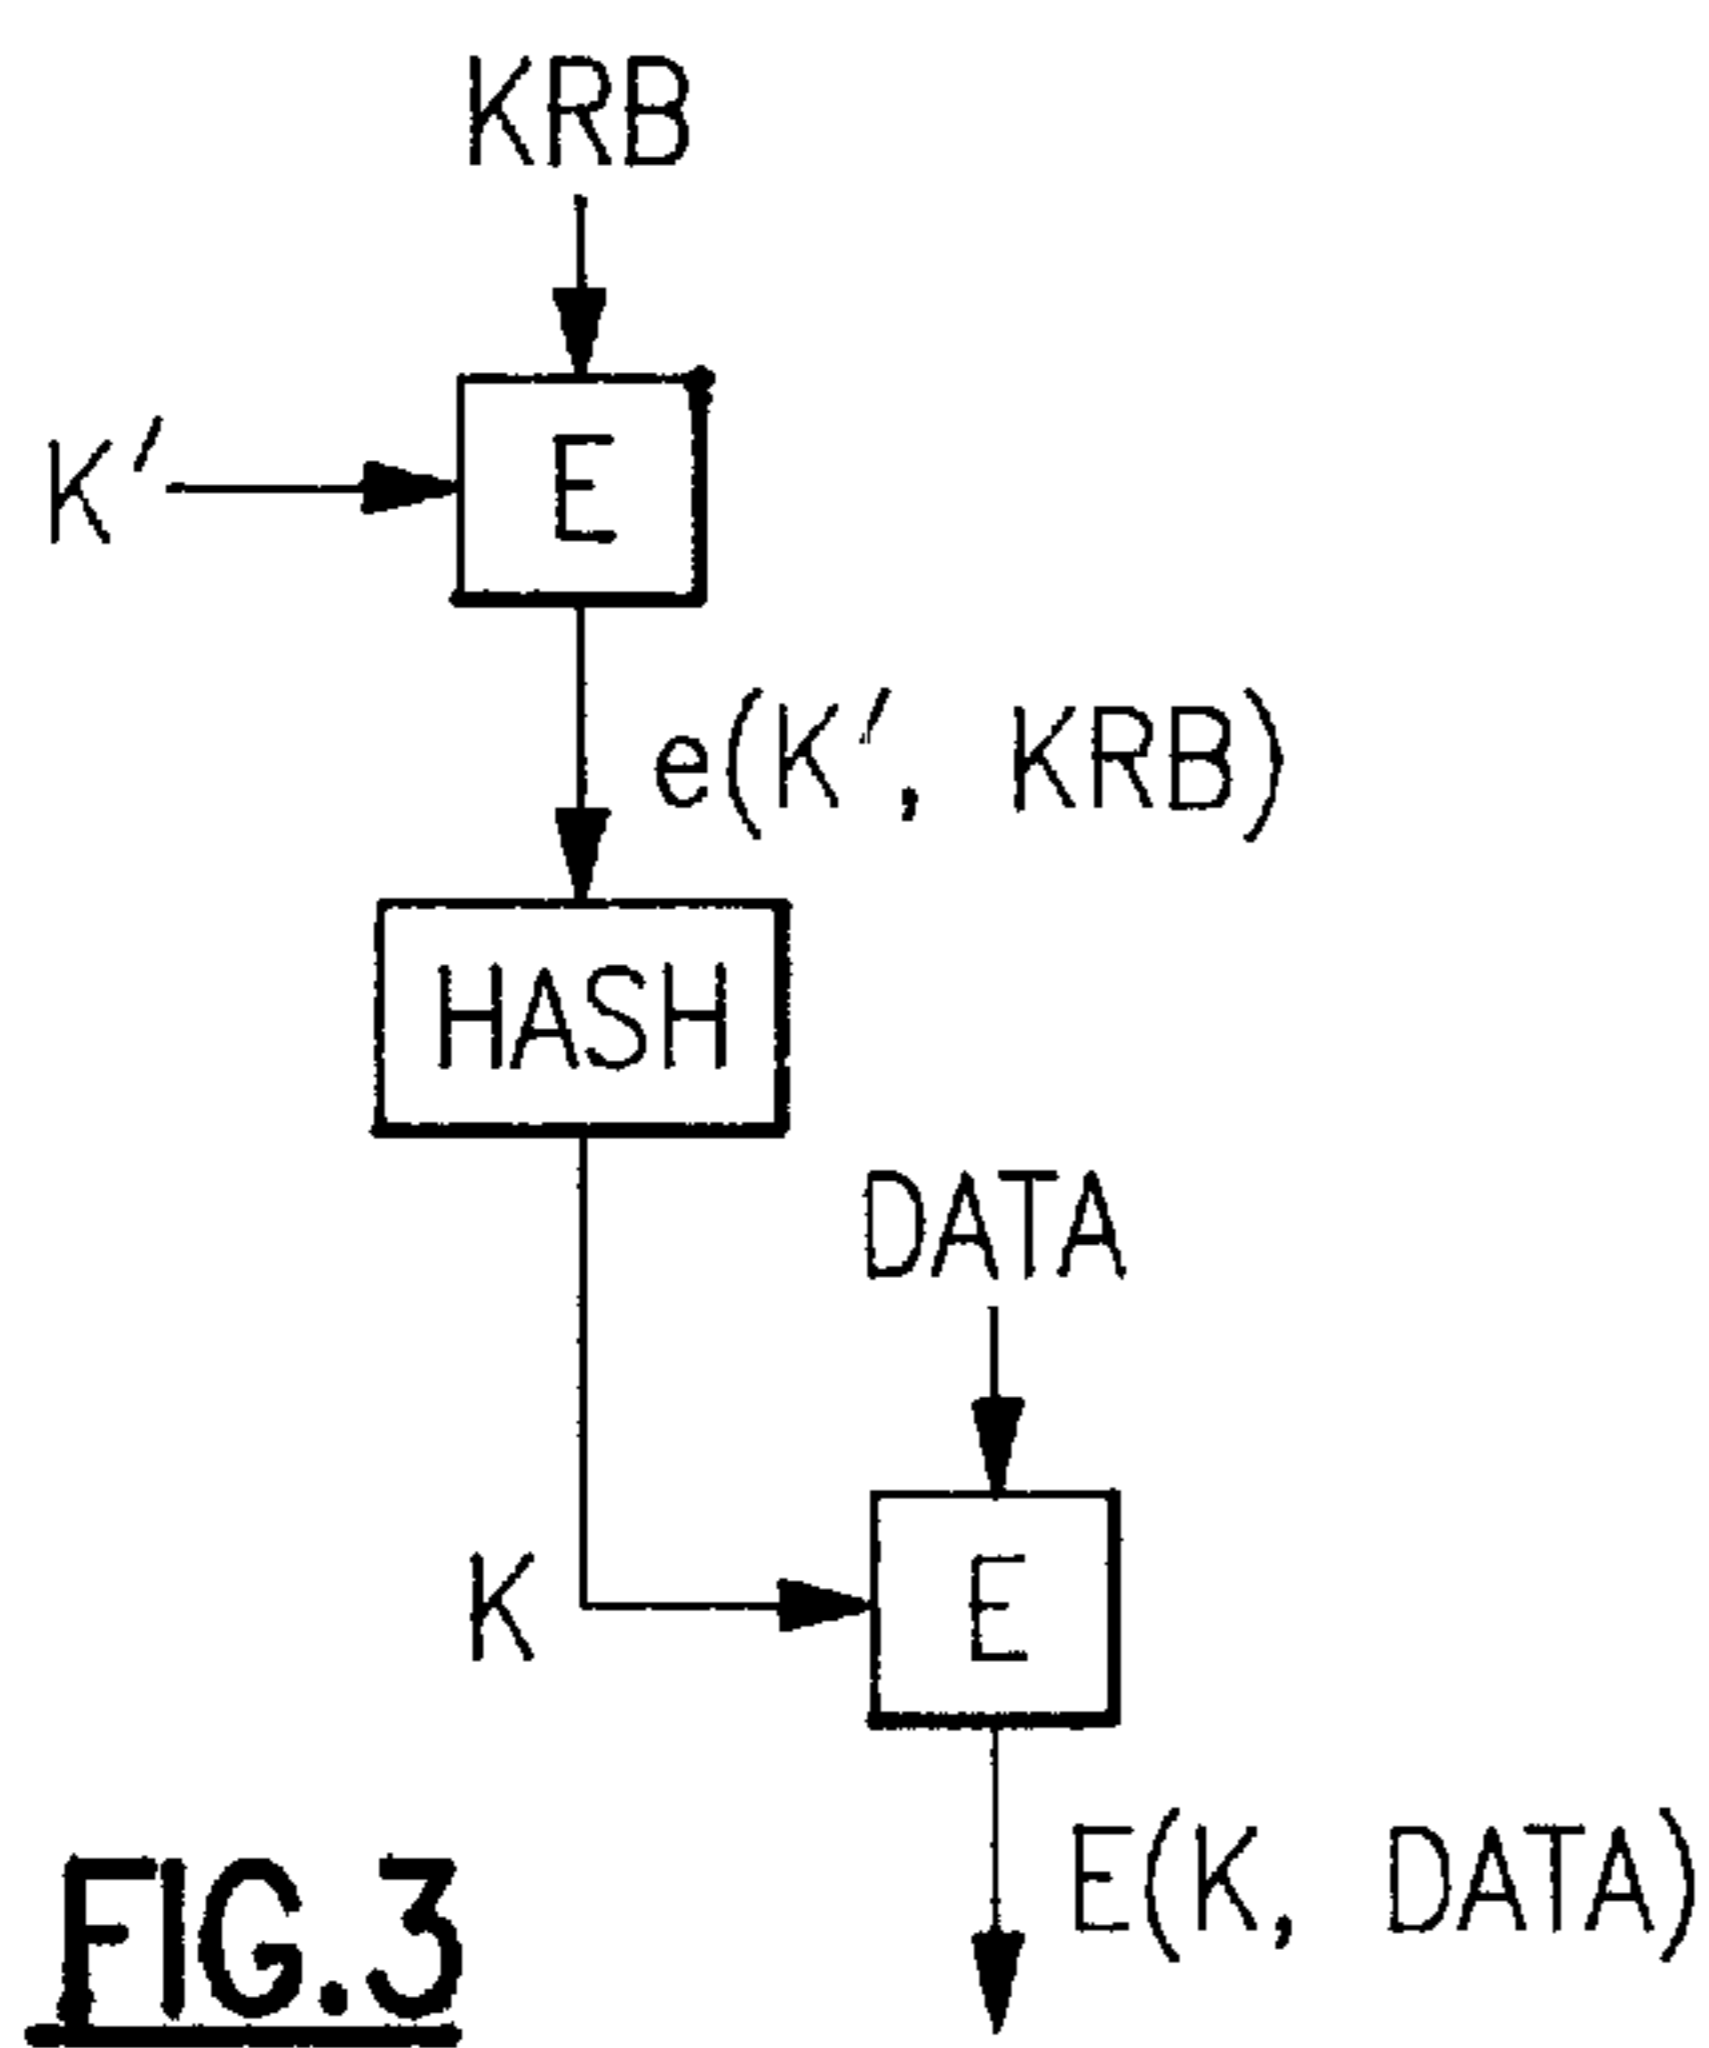 KRB
K′
E
e(K′, KRB)
HASH
DATA
K
E
E(K, DATA)
FIG.3